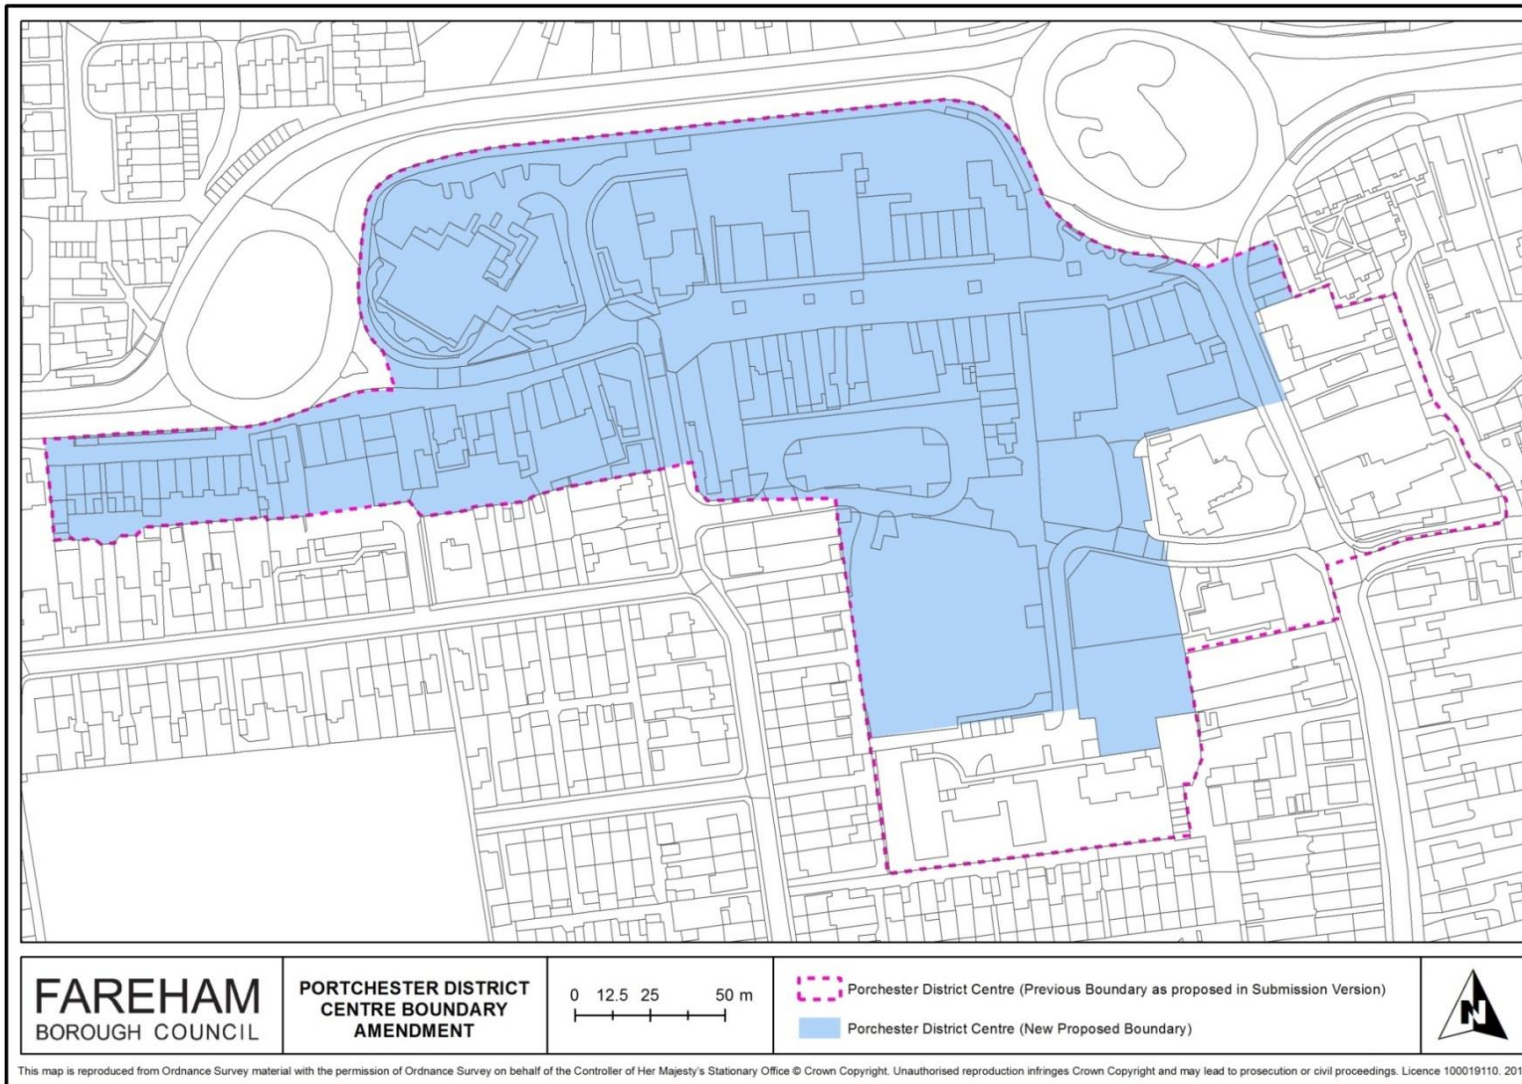 FAREHAM
BOROUGH COUNCIL
PORTCHESTER DISTRICT
CENTRE BOUNDARY
AMENDMENT
0 12.5 25 50 m
Porchester District Centre (Previous Boundary as proposed in Submission Version)
Porchester District Centre (New Proposed Boundary)
N
This map is reproduced from Ordnance Survey material with the permission of Ordnance Survey on behalf of the Controller of Her Majesty's Stationary Office © Crown Copyright. Unauthorised reproduction infringes Crown Copyright and may lead to prosecution or civil proceedings. Licence 100019110. 201